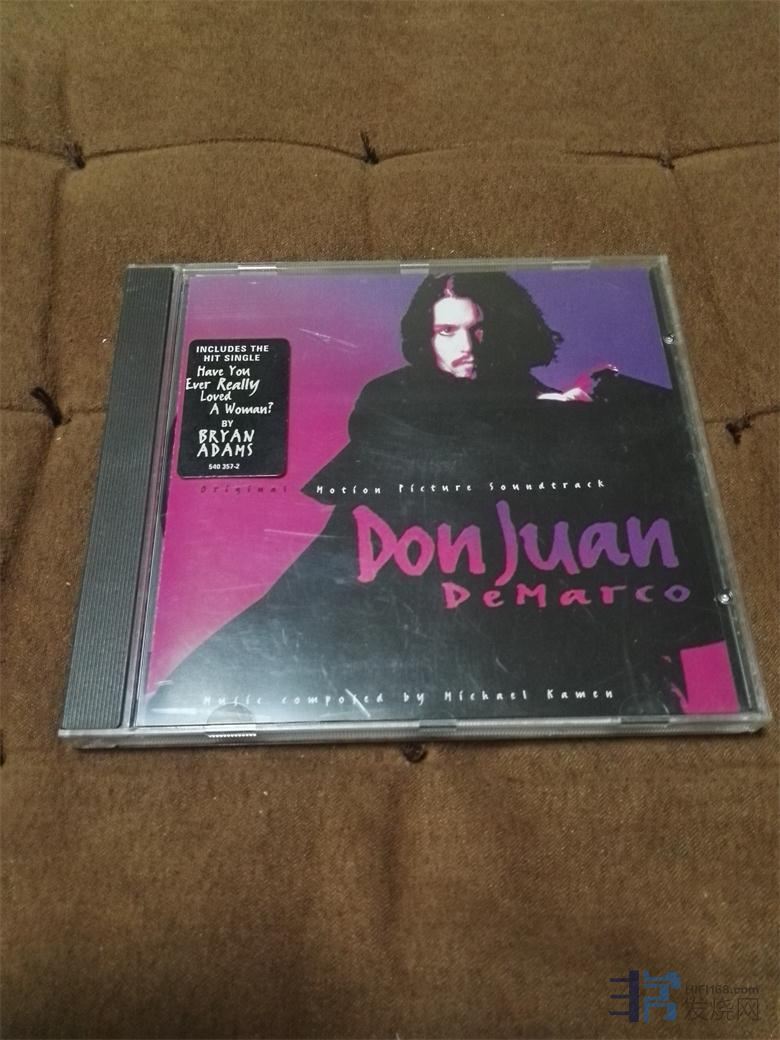 INCLUDES THE
HIT SINGLE
Have You
Ever Really
Loved
A Woman?
BY
BRYAN
ADAMS
540 357-2
Original Motion Picture Soundtrack
Don Juan
DeMarco
Music composed by Michael Kamen
HIFI168.com
发烧网